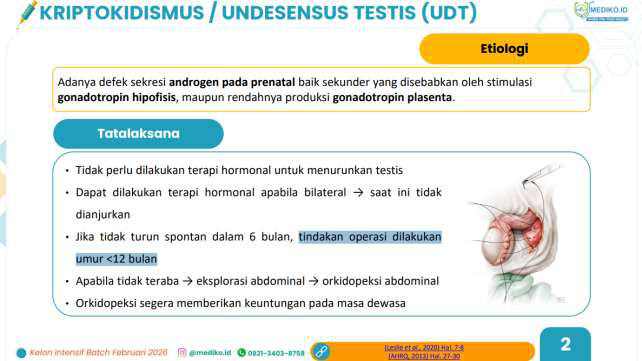 KRIPTOKIDISMUS / UNDESENSUS TESTIS (UDT)
MEDIKO.ID
Etiologi
Adanya defek sekresi androgen pada prenatal baik sekunder yang disebabkan oleh stimulasi
gonadotropin hipofisis, maupun rendahnya produksi gonadotropin plasenta.
Tatalaksana
• Tidak perlu dilakukan terapi hormonal untuk menurunkan testis
• Dapat dilakukan terapi hormonal apabila bilateral → saat ini tidak
dianjurkan
• Jika tidak turun spontan dalam 6 bulan, tindakan operasi dilakukan
umur <12 bulan
• Apabila tidak teraba → eksplorasi abdominal → orkidopeksi abdominal
• Orkidopeksi segera memberikan keuntungan pada masa dewasa
Kelon Intensif Batch Februari 2026 @mediko.id 0821-3403-8758
(Leslie et al., 2020) Hal. 7-8
(AHRQ, 2013) Hal. 27-30
2